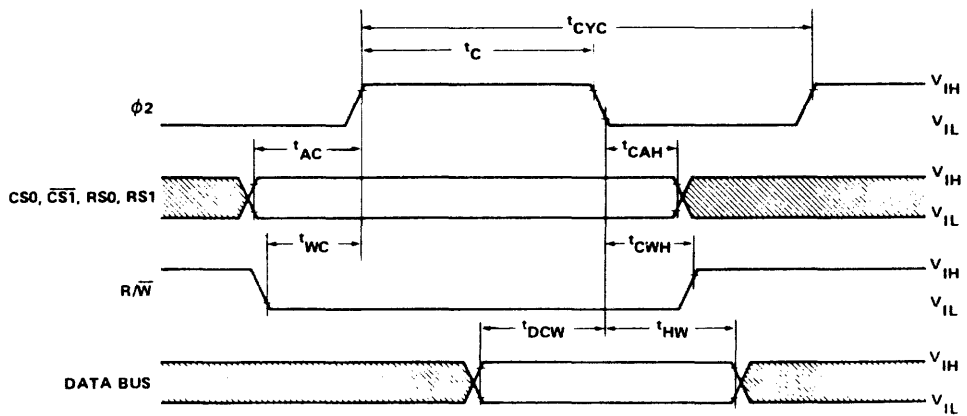 tCYC
tC
φ2
VIH
VIL
tAC
tCAH
CS0, C̅S̅1̅, RS0, RS1
VIH
VIL
tWC
tCWH
R/W̅
VIH
VIL
tDCW
tHW
DATA BUS
VIH
VIL